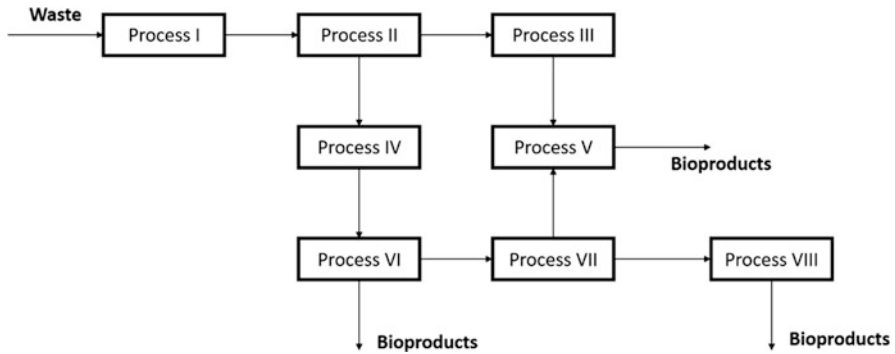 Waste
Process I
Process II
Process III
Process IV
Process V
Bioproducts
Process VI
Process VII
Process VIII
Bioproducts
Bioproducts